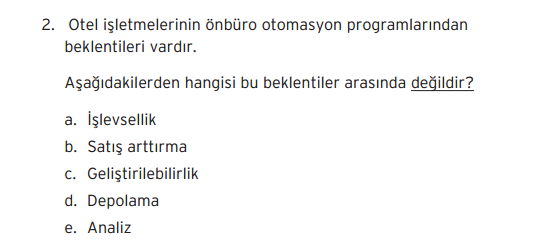 2. Otel işletmelerinin önbüro otomasyon programlarından
beklentileri vardır.
Aşağıdakilerden hangisi bu beklentiler arasında değildir?
a. İşlevsellik
b. Satış arttırma
c. Geliştirilebilirlik
d. Depolama
e. Analiz